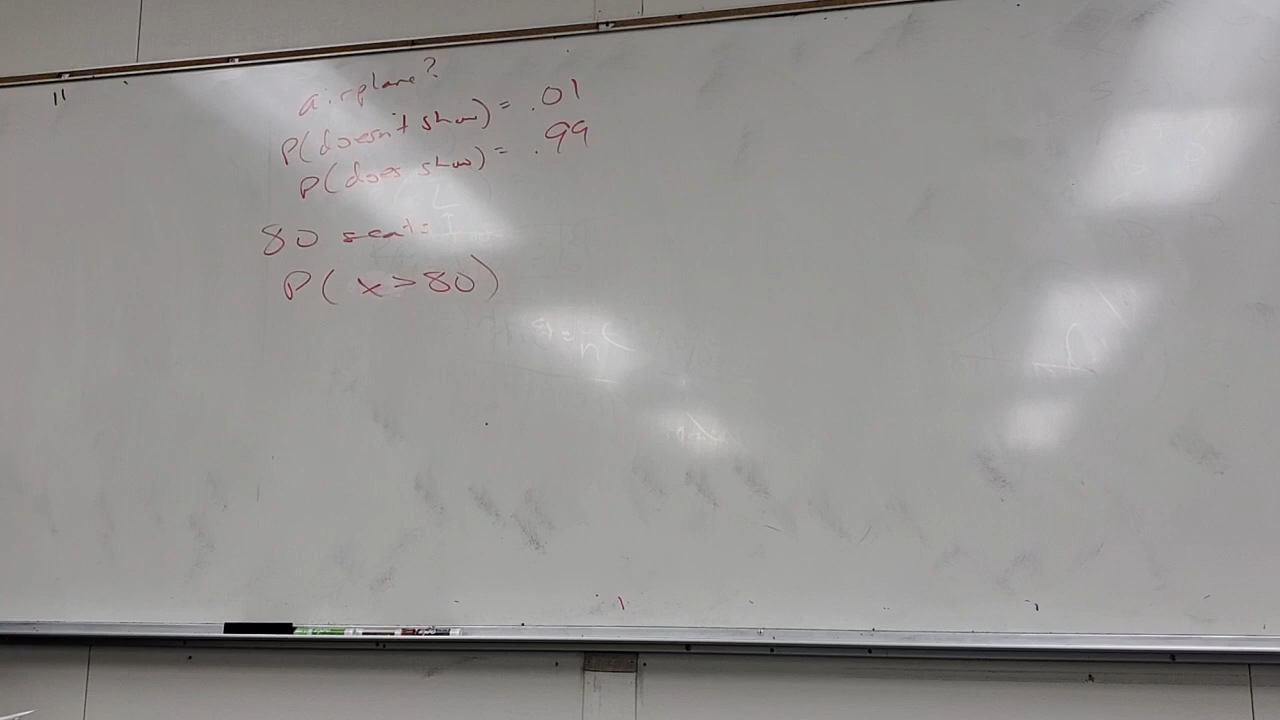 airplane?
P(doesn't show) = .01
P(does show) = .99
80 seats
P(x>80)